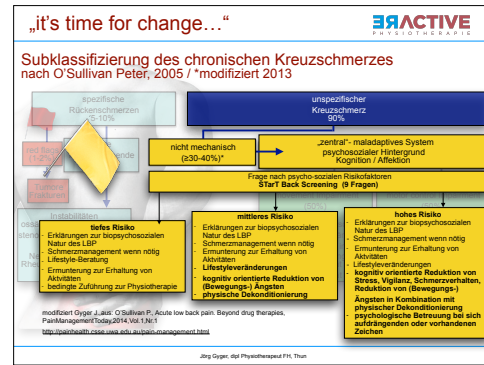 „it's time for change…“
ERACTIVE
PHYSIOTHERAPIE
Subklassifizierung des chronischen Kreuzschmerzes
nach O'Sullivan Peter, 2005 / *modifiziert 2013
spezifische
Rückenschmerzen
5-10%
unspezifischer
Kreuzschmerz
90%
red flags
(1-2%)
Tumore
Frakturen
nicht mechanisch
(≥30-40%)*
„zentral“- maladaptives System
psychosozialer Hintergrund
Kognition / Affektion
Frage nach psycho-sozialen Risikofaktoren
STarT Back Screening (9 Fragen)
Instabilitäten
tiefes Risiko
- Erklärungen zur biopsychosozialen
Natur des LBP
- Schmerzmanagement wenn nötig
- Lifestyle-Beratung
- Ermunterung zur Erhaltung von
Aktivitäten
- bedingte Zuführung zur Physiotherapie
mittleres Risiko
- Erklärungen zur biopsychosozialen
Natur des LBP
- Schmerzmanagement wenn nötig
- Ermunterung zur Erhaltung von
Aktivitäten
- Lifestyleveränderungen
- kognitiv orientierte Reduktion von
(Bewegungs-) Ängsten
- physische Dekonditionierung
hohes Risiko
- Erklärungen zur biopsychosozialen
Natur des LBP
- Schmerzmanagement wenn nötig
- Ermunterung zur Erhaltung von
Aktivitäten
- Lifestyleveränderungen
- kognitiv orientierte Reduktion von
Stress, Vigilanz, Schmerzverhalten,
Reduktion von (Bewegungs-)
- Ängsten in Kombination mit
physischer Dekonditionierung
- psychologische Betreuung bei sich
aufdrängenden oder vorhandenen
Zeichen
modifiziert Gyger J.,aus: O'Sullivan P., Acute low back pain. Beyond drug therapies,
PainManagementToday,2014,Vol.1,Nr.1
http://painhealth.csse.uwa.edu.au/pain-management.html
Jörg Gyger, dipl Physiotherapeut FH, Thun